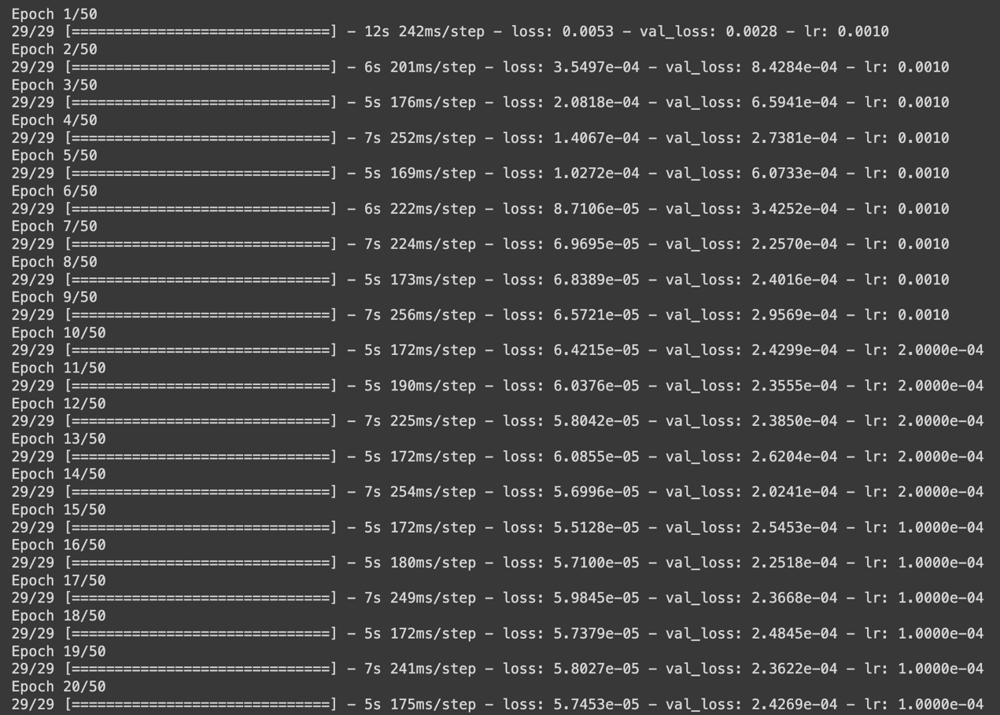 Epoch 1/50
29/29 [==============================] - 12s 242ms/step - loss: 0.0053 - val_loss: 0.0028 - lr: 0.0010
Epoch 2/50
29/29 [==============================] - 6s 201ms/step - loss: 3.5497e-04 - val_loss: 8.4284e-04 - lr: 0.0010
Epoch 3/50
29/29 [==============================] - 5s 176ms/step - loss: 2.0818e-04 - val_loss: 6.5941e-04 - lr: 0.0010
Epoch 4/50
29/29 [==============================] - 7s 252ms/step - loss: 1.4067e-04 - val_loss: 2.7381e-04 - lr: 0.0010
Epoch 5/50
29/29 [==============================] - 5s 169ms/step - loss: 1.0272e-04 - val_loss: 6.0733e-04 - lr: 0.0010
Epoch 6/50
29/29 [==============================] - 6s 222ms/step - loss: 8.7106e-05 - val_loss: 3.4252e-04 - lr: 0.0010
Epoch 7/50
29/29 [==============================] - 7s 224ms/step - loss: 6.9695e-05 - val_loss: 2.2570e-04 - lr: 0.0010
Epoch 8/50
29/29 [==============================] - 5s 173ms/step - loss: 6.8389e-05 - val_loss: 2.4016e-04 - lr: 0.0010
Epoch 9/50
29/29 [==============================] - 7s 256ms/step - loss: 6.5721e-05 - val_loss: 2.9569e-04 - lr: 0.0010
Epoch 10/50
29/29 [==============================] - 5s 172ms/step - loss: 6.4215e-05 - val_loss: 2.4299e-04 - lr: 2.0000e-04
Epoch 11/50
29/29 [==============================] - 5s 190ms/step - loss: 6.0376e-05 - val_loss: 2.3555e-04 - lr: 2.0000e-04
Epoch 12/50
29/29 [==============================] - 7s 225ms/step - loss: 5.8042e-05 - val_loss: 2.3850e-04 - lr: 2.0000e-04
Epoch 13/50
29/29 [==============================] - 5s 172ms/step - loss: 6.0855e-05 - val_loss: 2.6204e-04 - lr: 2.0000e-04
Epoch 14/50
29/29 [==============================] - 7s 254ms/step - loss: 5.6996e-05 - val_loss: 2.0241e-04 - lr: 2.0000e-04
Epoch 15/50
29/29 [==============================] - 5s 172ms/step - loss: 5.5128e-05 - val_loss: 2.5453e-04 - lr: 1.0000e-04
Epoch 16/50
29/29 [==============================] - 5s 180ms/step - loss: 5.7100e-05 - val_loss: 2.2518e-04 - lr: 1.0000e-04
Epoch 17/50
29/29 [==============================] - 7s 249ms/step - loss: 5.9845e-05 - val_loss: 2.3668e-04 - lr: 1.0000e-04
Epoch 18/50
29/29 [==============================] - 5s 172ms/step - loss: 5.7379e-05 - val_loss: 2.4845e-04 - lr: 1.0000e-04
Epoch 19/50
29/29 [==============================] - 7s 241ms/step - loss: 5.8027e-05 - val_loss: 2.3622e-04 - lr: 1.0000e-04
Epoch 20/50
29/29 [==============================] - 5s 175ms/step - loss: 5.7453e-05 - val_loss: 2.4269e-04 - lr: 1.0000e-04